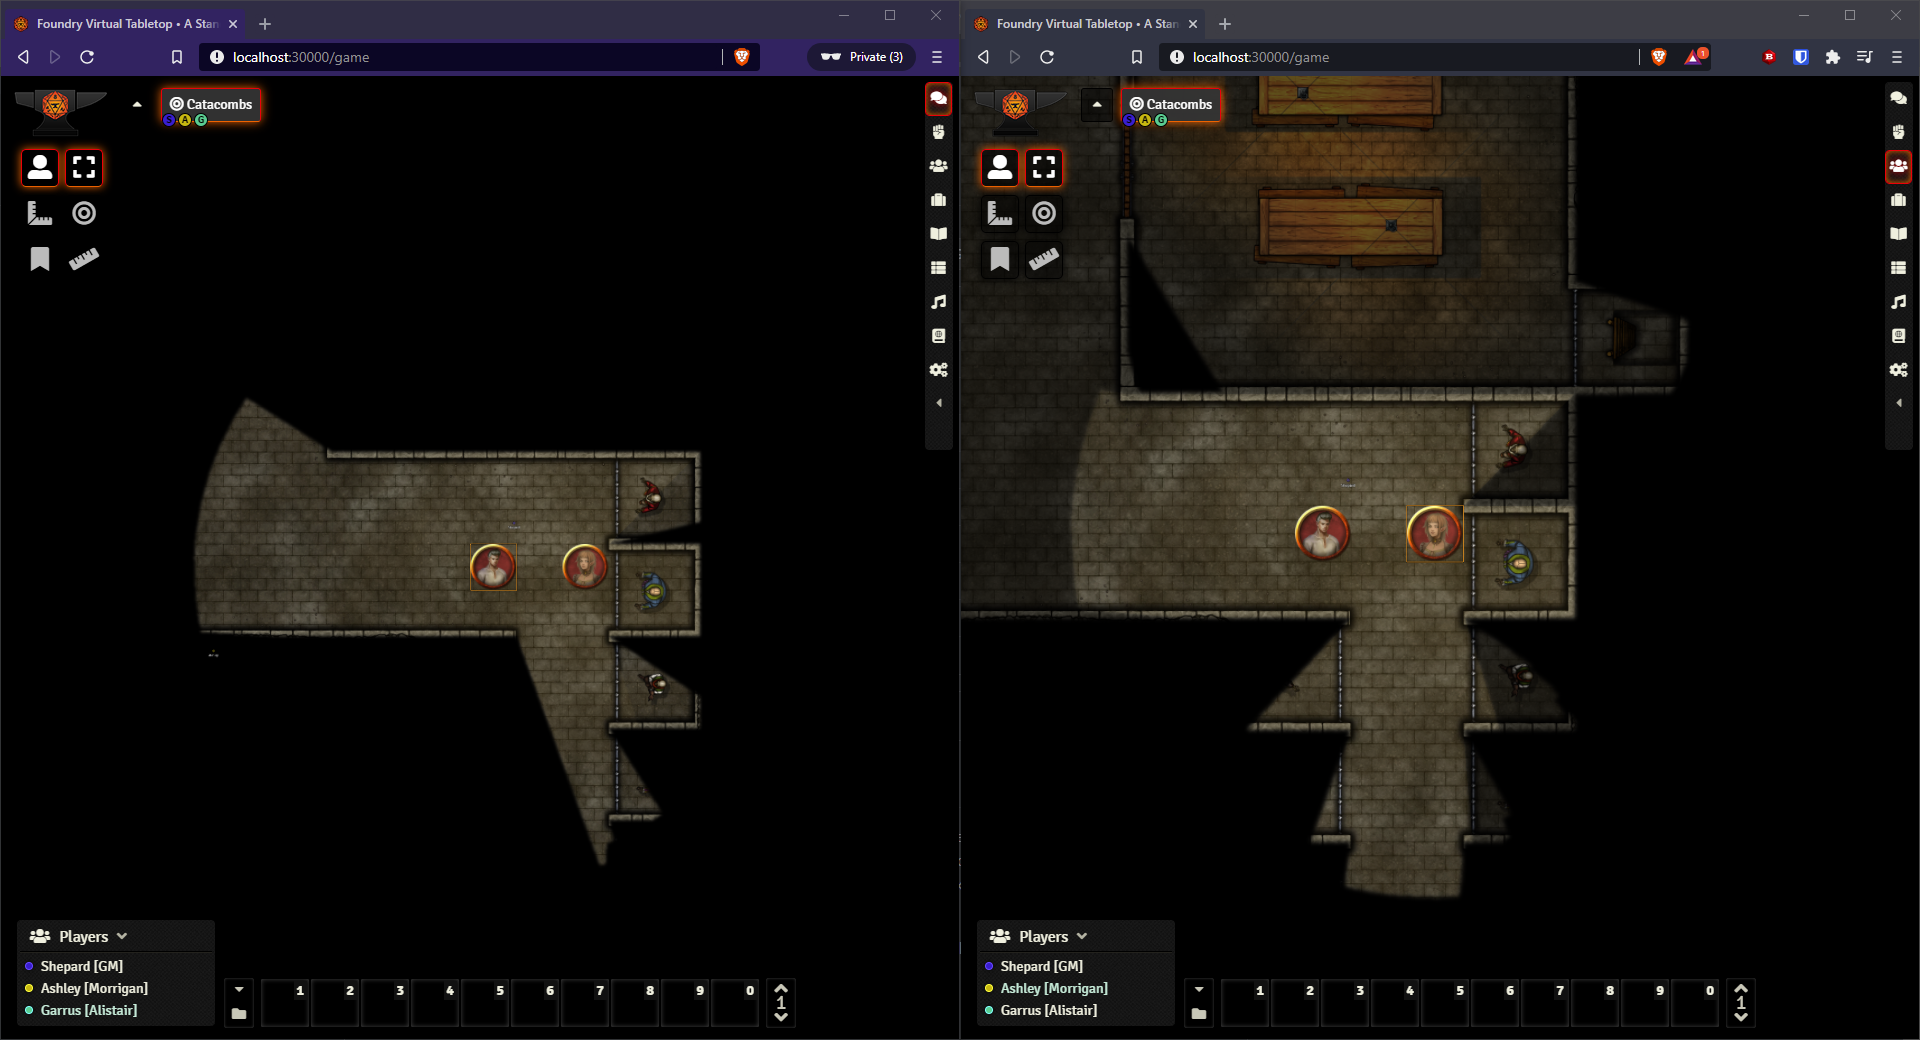 Foundry Virtual Tabletop • A Stan
localhost:30000/game
Private (3)
Catacombs
S A G
Players
Shepard [GM]
Ashley [Morrigan]
Garrus [Alistair]
1 2 3 4 5 6 7 8 9 0
1
Foundry Virtual Tabletop • A Stan
localhost:30000/game
1
B
Catacombs
S A G
Players
Shepard [GM]
Ashley [Morrigan]
Garrus [Alistair]
1 2 3 4 5 6 7 8 9 0
1